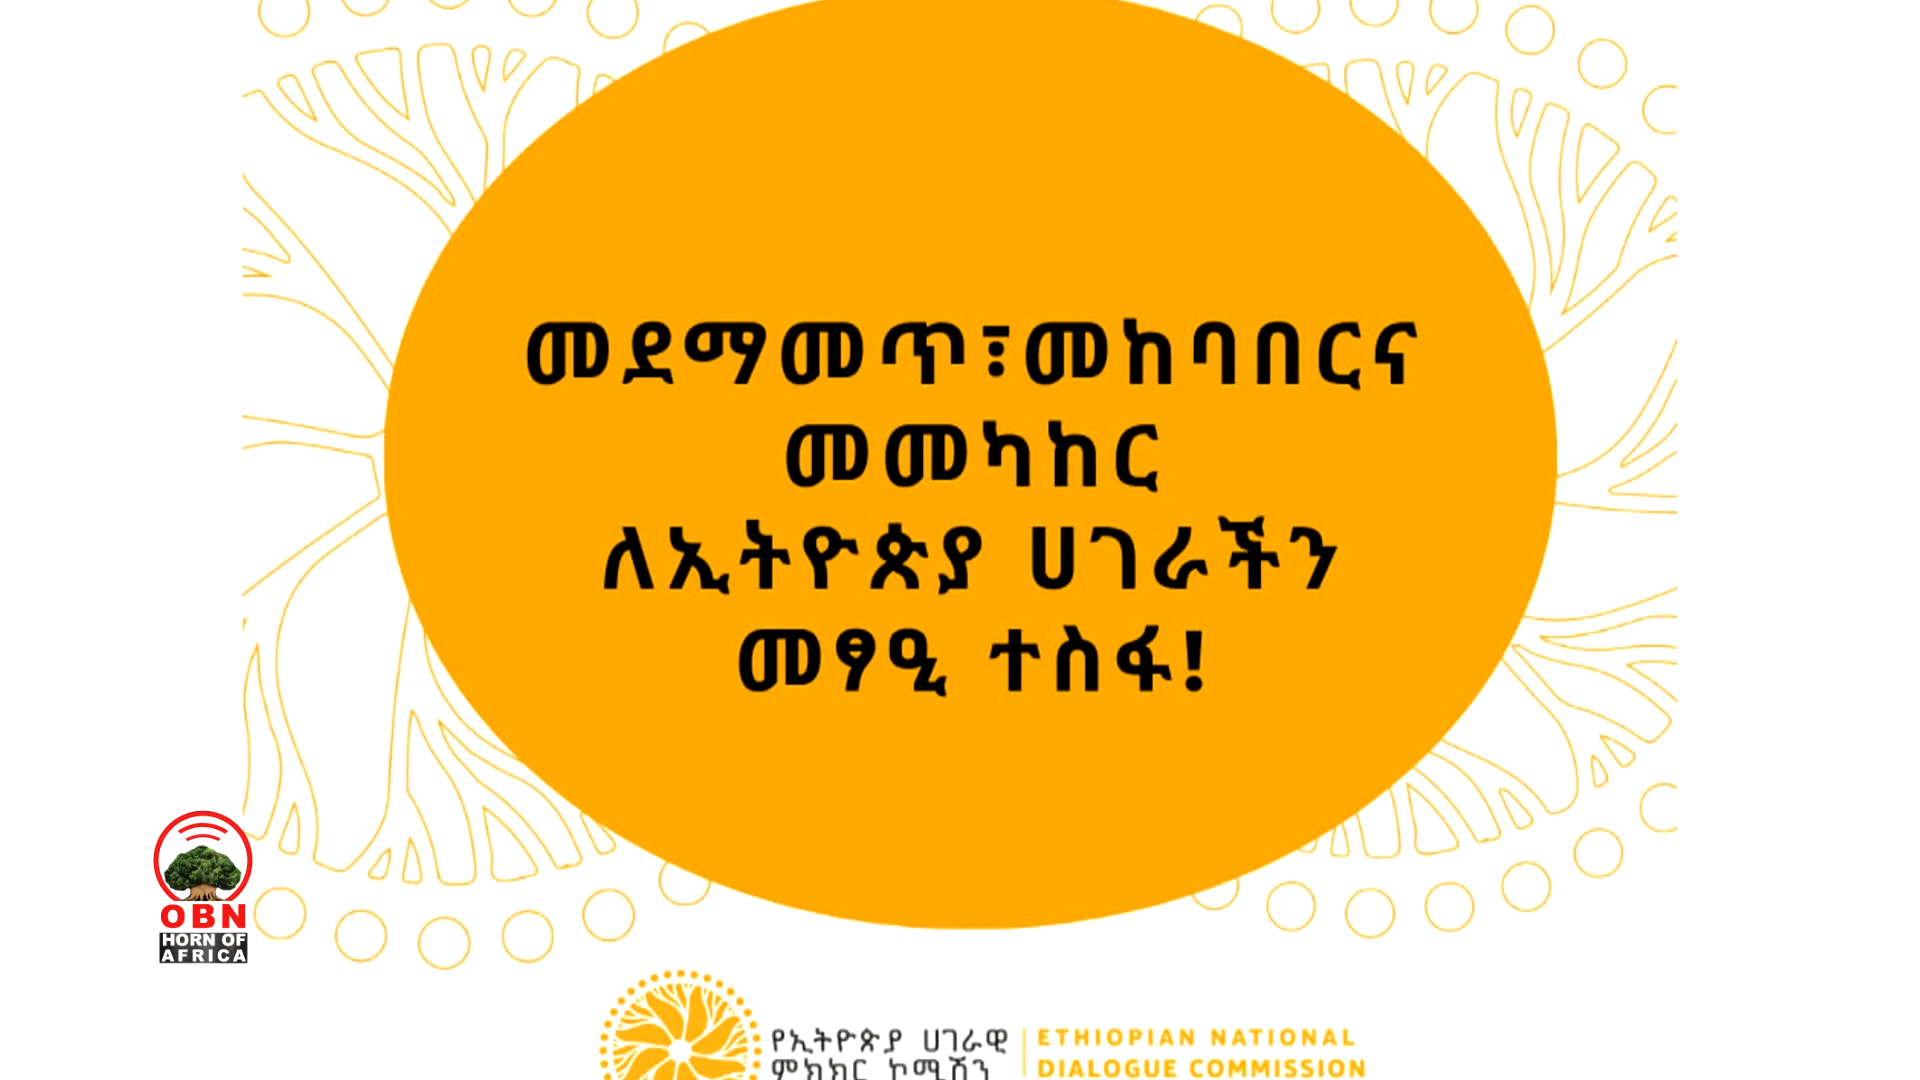 መደማመጥ፣መከባበርና
መመካከር
ለኢትዮጵያ ሀገራችን
መፃዒ ተስፋ!
OBN
HORN OF
AFRICA
የኢትዮጵያ ሀገራዊ
ምክክር ኮሚሽን
ETHIOPIAN NATIONAL
DIALOGUE COMMISSION